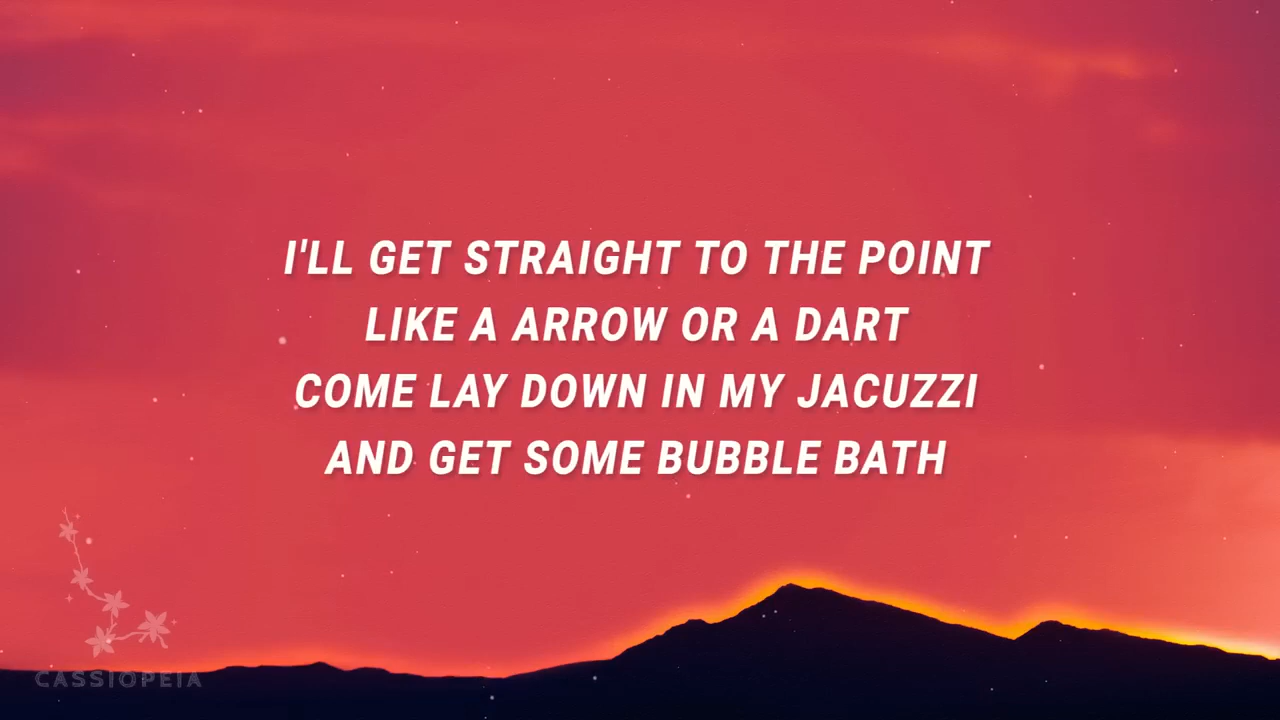 I'LL GET STRAIGHT TO THE POINT
LIKE A ARROW OR A DART
COME LAY DOWN IN MY JACUZZI
AND GET SOME BUBBLE BATH
CASSIOPEIA